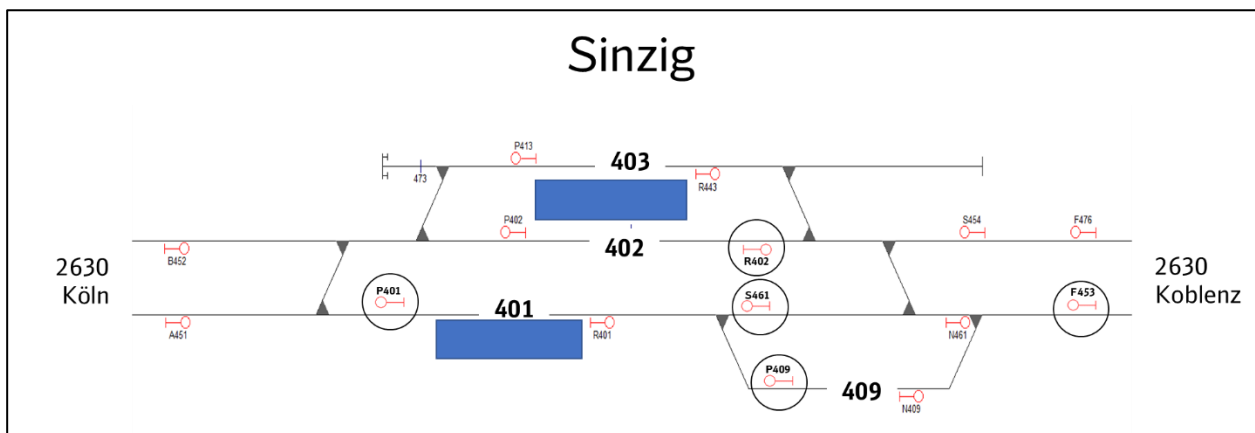 Sinzig
P413
403
473
R443
P402
S454
F476
B452
402
R402
2630
Köln
2630
Koblenz
P401
S461
F453
401
A451
R401
N461
P409
409
N409